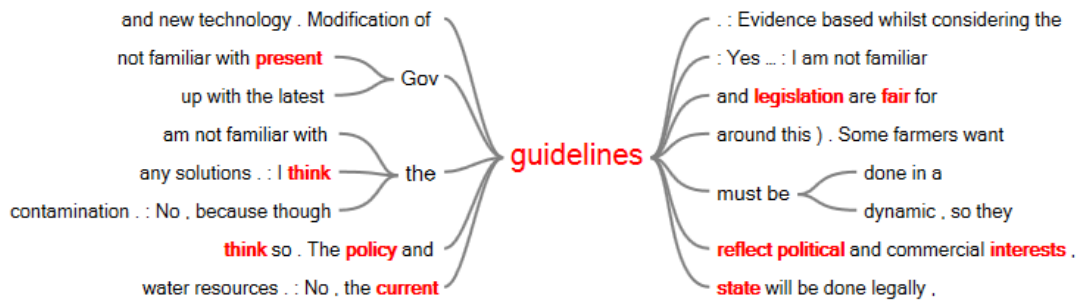 and new technology . Modification of
not familiar with present
up with the latest
Gov
am not familiar with
any solutions . : I think
contamination . : No , because though
the
think so . The policy and
water resources . : No , the current
guidelines
. : Evidence based whilst considering the
: Yes ... : I am not familiar
and legislation are fair for
around this ) . Some farmers want
must be
done in a
dynamic , so they
reflect political and commercial interests ,
state will be done legally ,